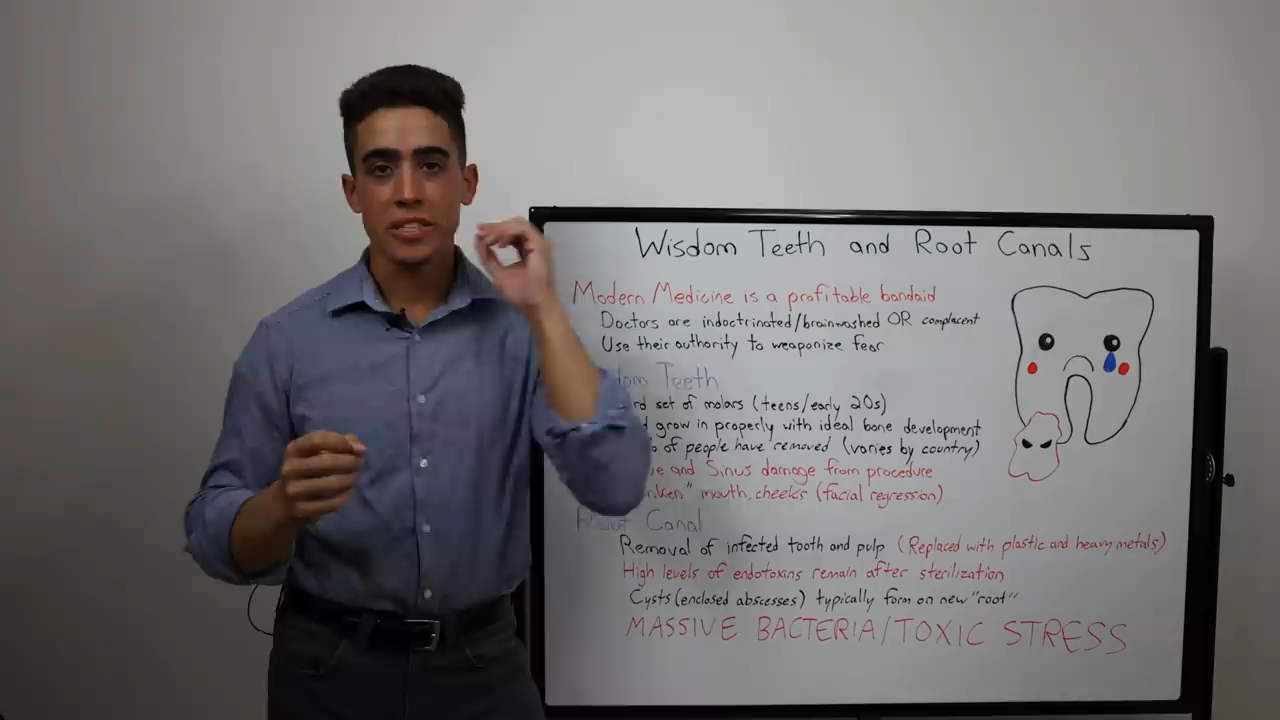 Wisdom Teeth and Root Canals
Modern Medicine is a profitable bandaid
Doctors are indoctrinated/brainwashed OR complacent
Use their authority to weaponize fear
Teeth
set of molars (teens/early 20s)
grow in properly with ideal bone development
of people have removed (varies by country)
and Sinus damage from procedure
mouth, cheeks (facial regression)
Root Canal
Removal of infected tooth and pulp (Replaced with plastic and heavy metals)
High levels of endotoxins remain after sterilization
Cysts (enclosed abscesses) typically form on new "root"
MASSIVE BACTERIA/TOXIC STRESS